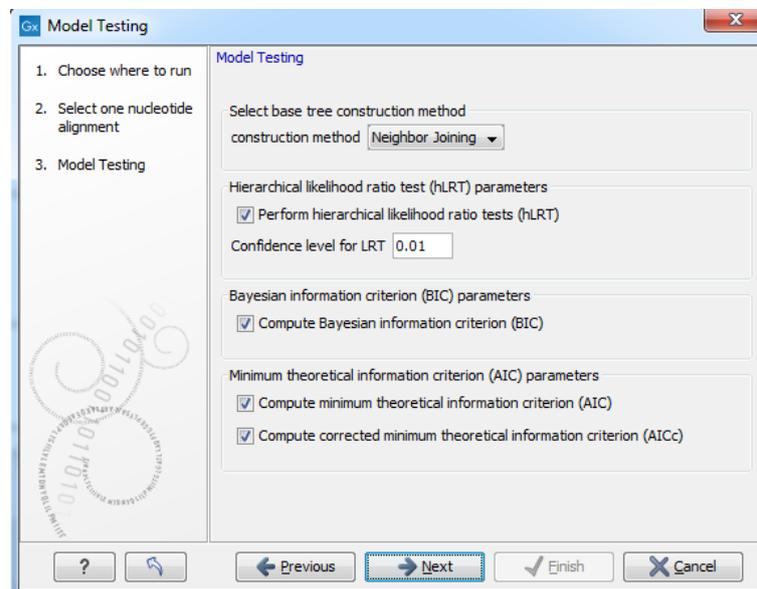 Gx Model Testing
X
1. Choose where to run
2. Select one nucleotide
alignment
3. Model Testing
Model Testing
Select base tree construction method
construction method Neighbor Joining
Hierarchical likelihood ratio test (hLRT) parameters
Perform hierarchical likelihood ratio tests (hLRT)
Confidence level for LRT 0.01
Bayesian information criterion (BIC) parameters
Compute Bayesian information criterion (BIC)
Minimum theoretical information criterion (AIC) parameters
Compute minimum theoretical information criterion (AIC)
Compute corrected minimum theoretical information criterion (AICc)
? Previous Next Finish Cancel